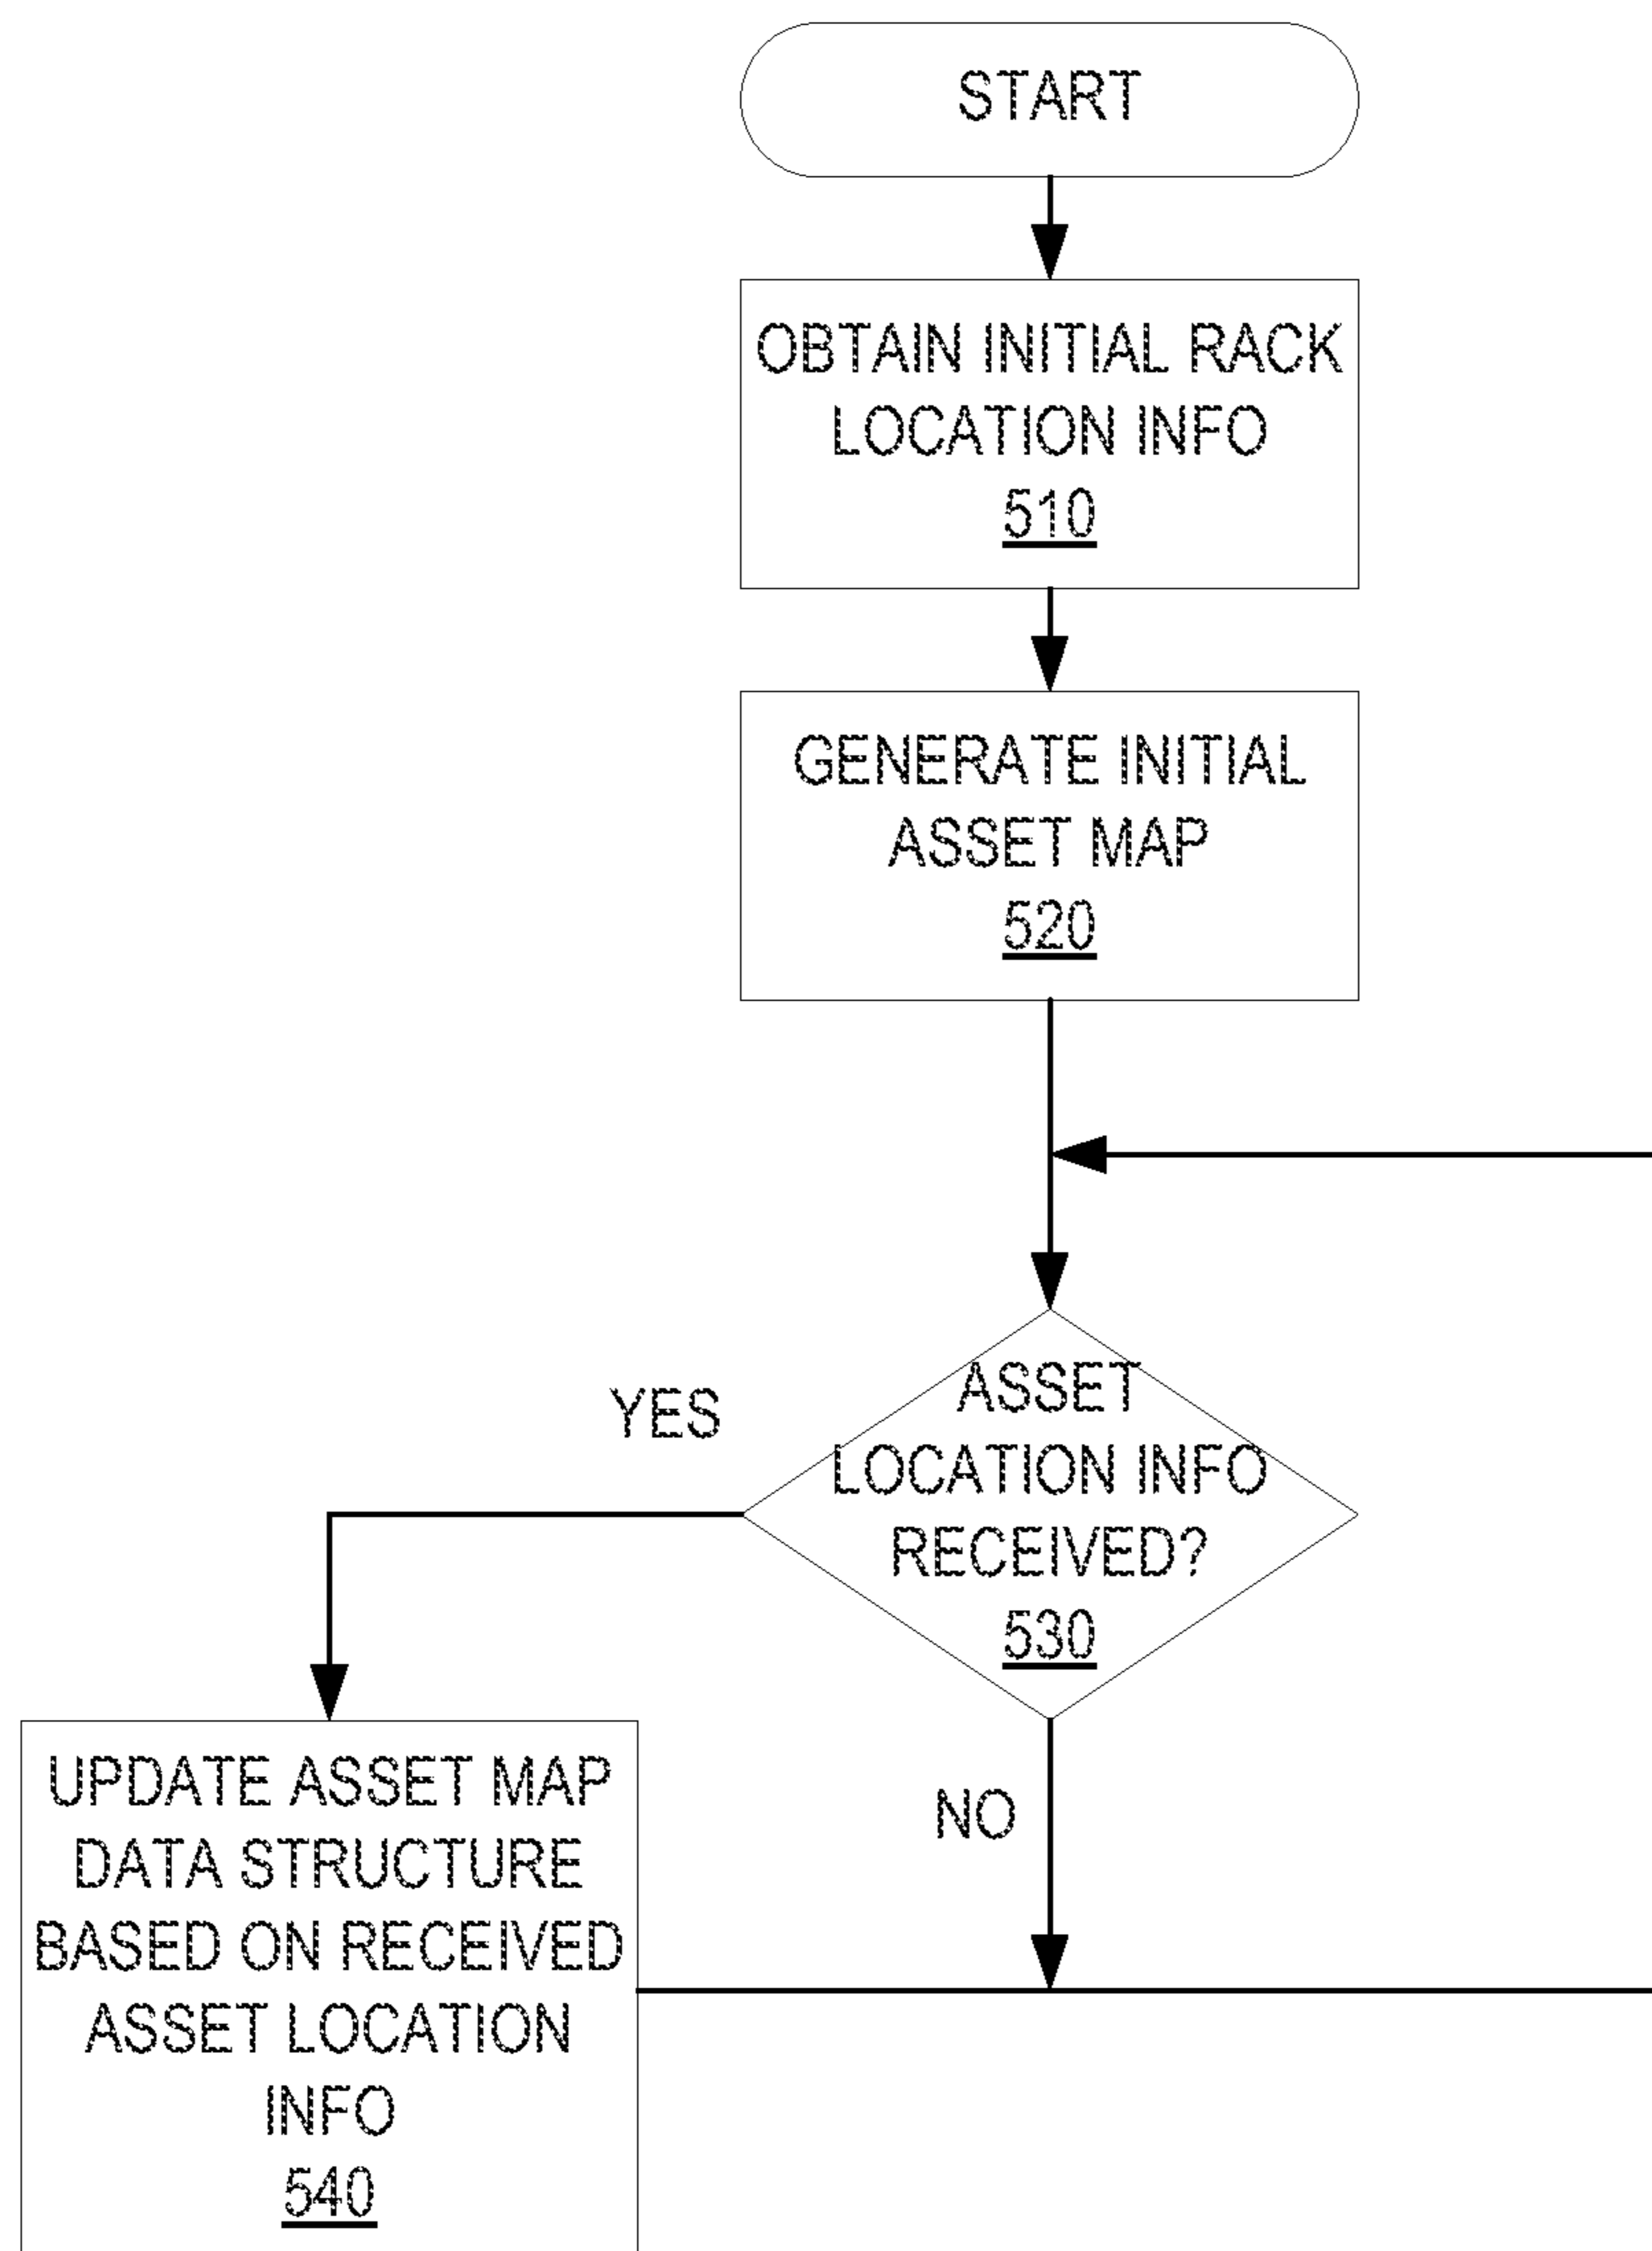 START
OBTAIN INITIAL RACK
LOCATION INFO
510
GENERATE INITIAL
ASSET MAP
520
YES
ASSET
LOCATION INFO
RECEIVED?
530
NO
UPDATE ASSET MAP
DATA STRUCTURE
BASED ON RECEIVED
ASSET LOCATION
INFO
540